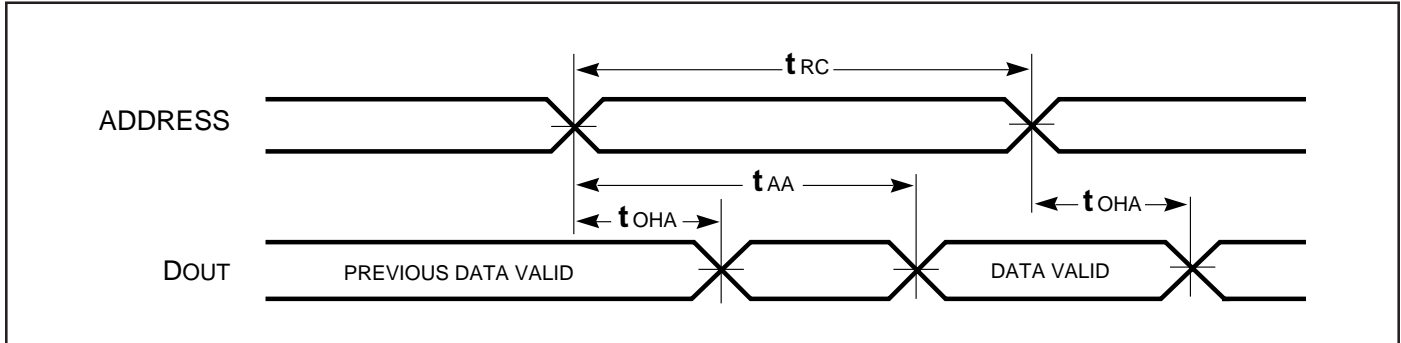 tRC
ADDRESS
tAA
tOHA
tOHA
DOUT
PREVIOUS DATA VALID
DATA VALID